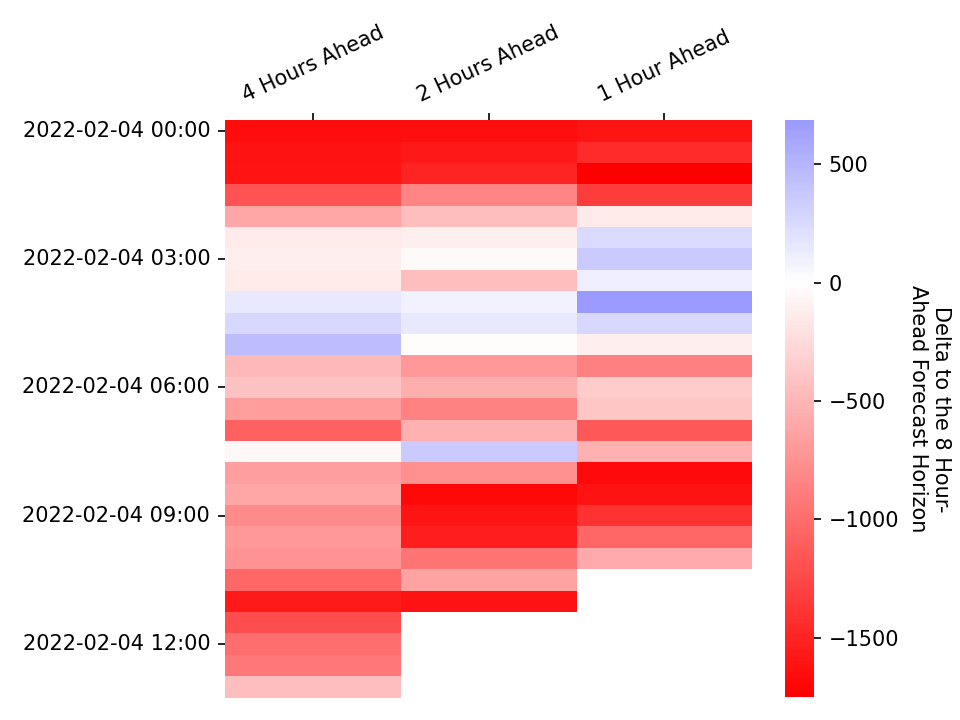 4 Hours Ahead
2 Hours Ahead
1 Hour Ahead
2022-02-04 00:00
2022-02-04 03:00
2022-02-04 06:00
2022-02-04 09:00
2022-02-04 12:00
500
0
−500
−1000
−1500
Delta to the 8 Hour-
Ahead Forecast Horizon